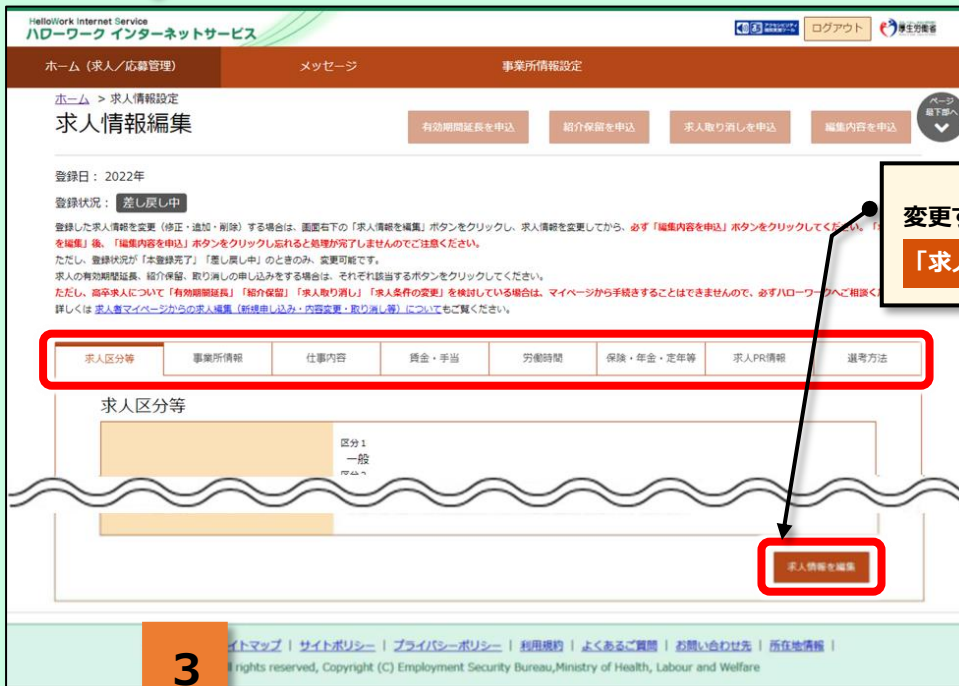 HelloWork Internet Service
ハローワーク インターネットサービス
ログアウト
厚生労働省
ホーム（求人／応募管理）
メッセージ
事業所情報設定
ホーム > 求人情報設定
求人情報編集
有効期間延長を申込
紹介保留を申込
求人取り消しを申込
編集内容を申込
ページ
最下部へ
登録日： 2022年
登録状況： 差し戻し中
登録した求人情報を変更（修正・追加・削除）する場合は、画面右下の「求人情報を編集」ボタンをクリックし、求人情報を変更してから、必ず「編集内容を申込」ボタンをクリックしてください。
を編集」後、「編集内容を申込」ボタンをクリックし忘れると処理が完了しませんのでご注意ください。
ただし、登録状況が「本登録完了」「差し戻し中」のときのみ、変更可能です。
求人の有効期間延長、紹介保留、取り消しの申し込みをする場合は、それぞれ該当するボタンをクリックしてください。
ただし、高卒求人について「有効期間延長」「紹介保留」「求人取り消し」「求人条件の変更」を検討している場合は、マイページから手続きすることはできませんので、必ずハローワークへご相談く
詳しくは 求人者マイページからの求人編集（新規申し込み・内容変更・取り消し等）についてもご覧ください。
変更す
「求人
求人区分等
事業所情報
仕事内容
賃金・手当
労働時間
保険・年金・定年等
求人PR情報
選考方法
求人区分等
区分1
一般
求人情報を編集
イトマップ | サイトポリシー | プライバシーポリシー | 利用規約 | よくあるご質問 | お問い合わせ先 | 所在地情報 |
rights reserved, Copyright (C) Employment Security Bureau,Ministry of Health, Labour and Welfare
3